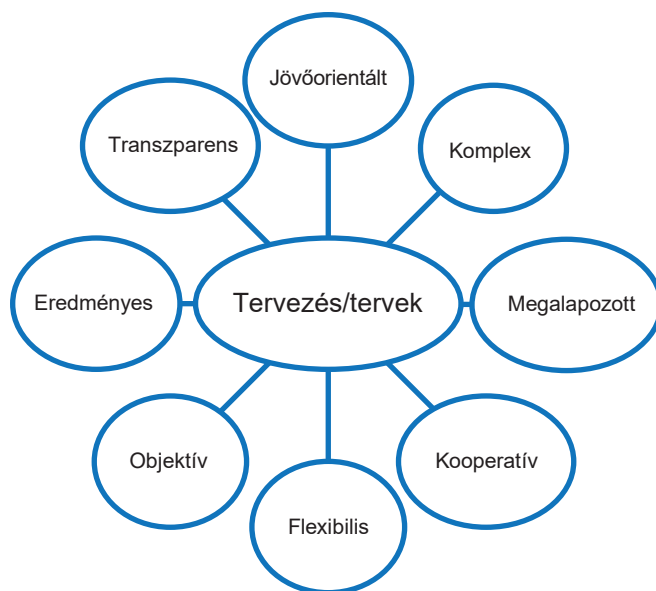 Jövőorientált
Transzparens
Komplex
Eredményes
Tervezés/tervek
Megalapozott
Objektív
Kooperatív
Flexibilis